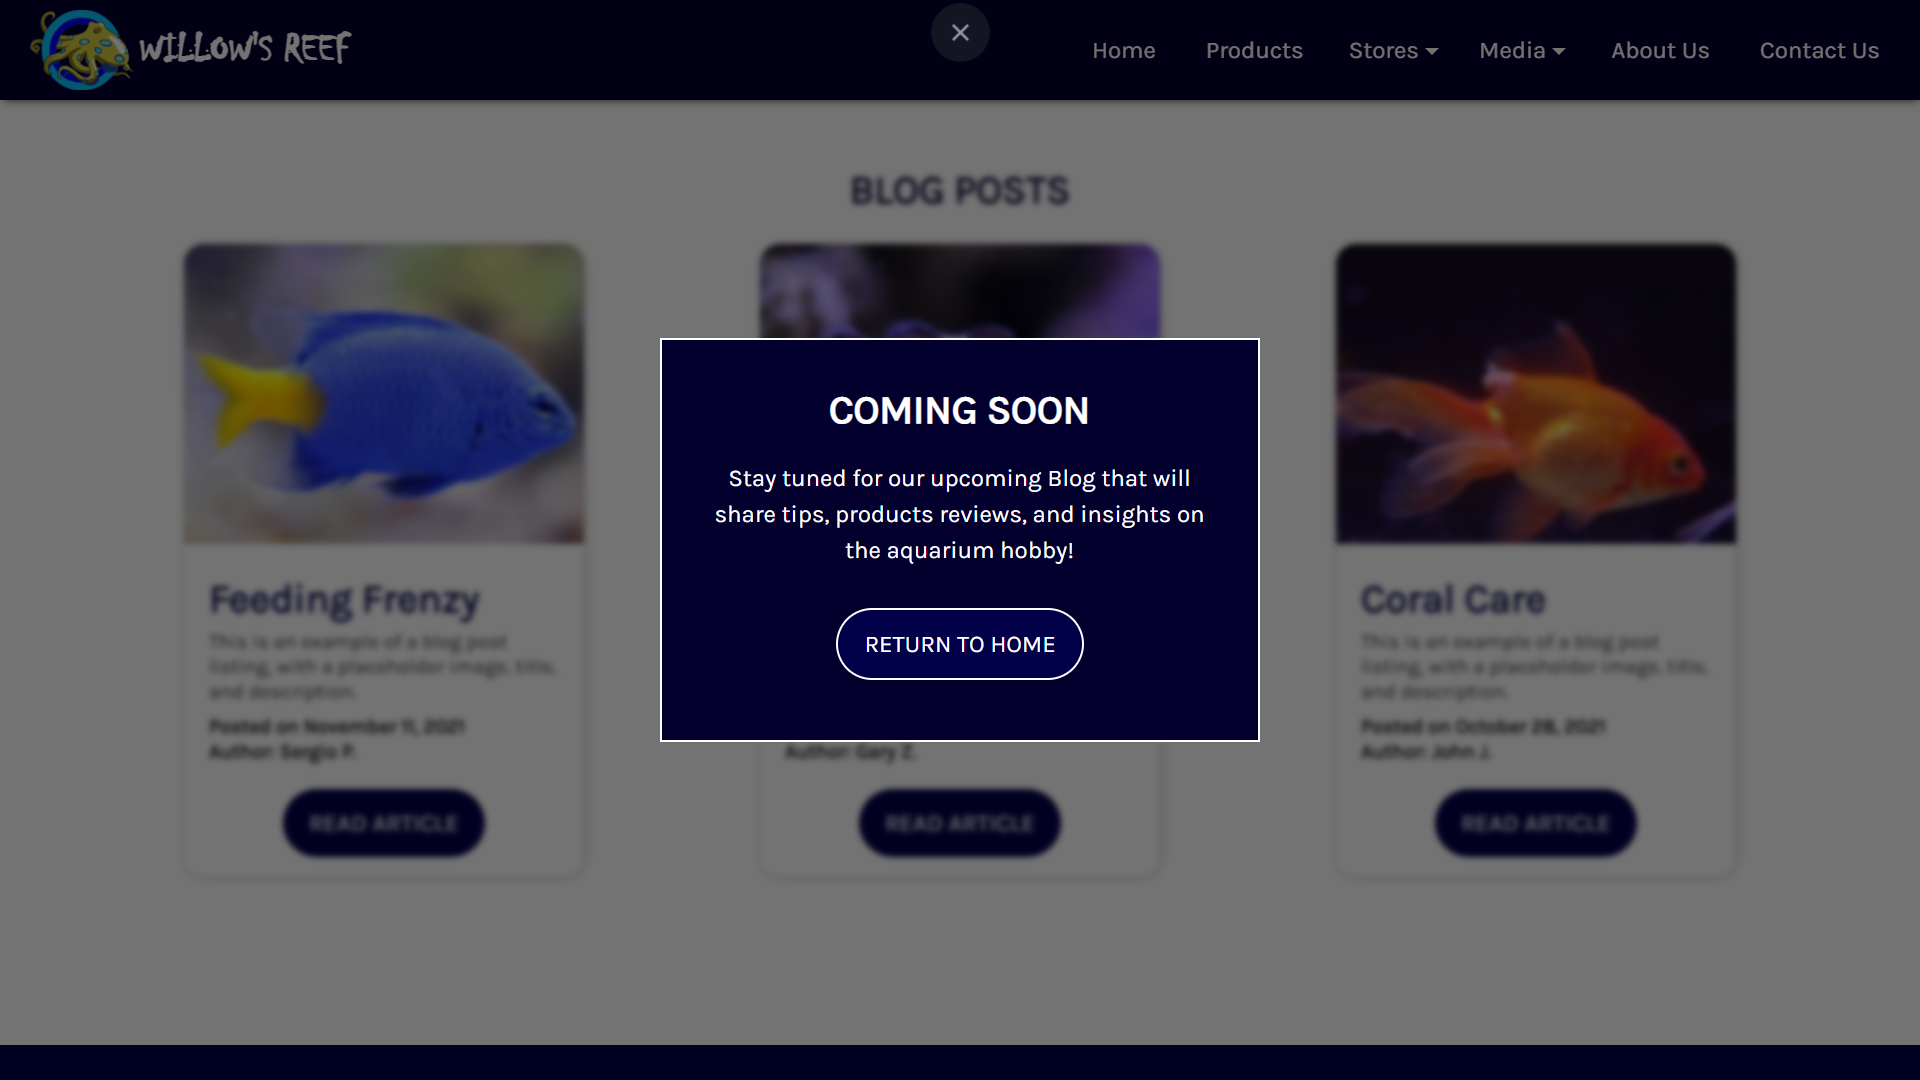 WILLOW'S REEF
Home
Products
Stores
Media
About Us
Contact Us
BLOG POSTS
COMING SOON
Stay tuned for our upcoming Blog that will
share tips, products reviews, and insights on
the aquarium hobby!
RETURN TO HOME
Feeding Frenzy
This is an example of a blog post
listing, with a placeholder image, title,
and description.
Posted on November 11, 2021
Author: Sergio P.
READ ARTICLE
Author: Gary Z.
READ ARTICLE
Coral Care
This is an example of a blog post
listing, with a placeholder image, title,
and description.
Posted on October 28, 2021
Author: John J.
READ ARTICLE